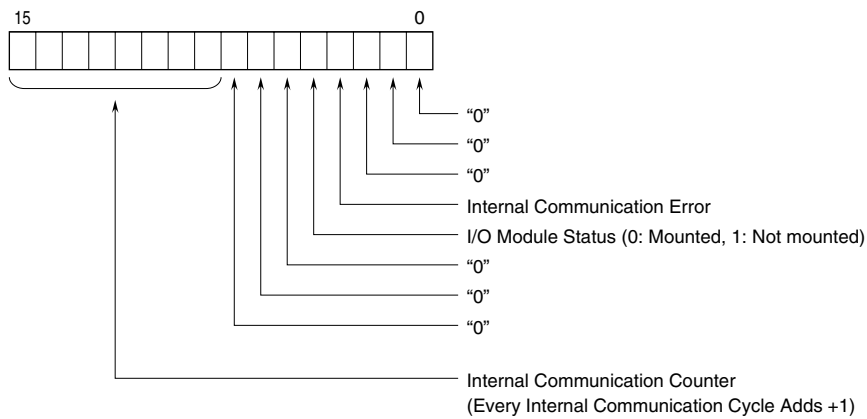 15 0
“0”
“0”
“0”
Internal Communication Error
I/O Module Status (0: Mounted, 1: Not mounted)
“0”
“0”
“0”
Internal Communication Counter
(Every Internal Communication Cycle Adds +1)